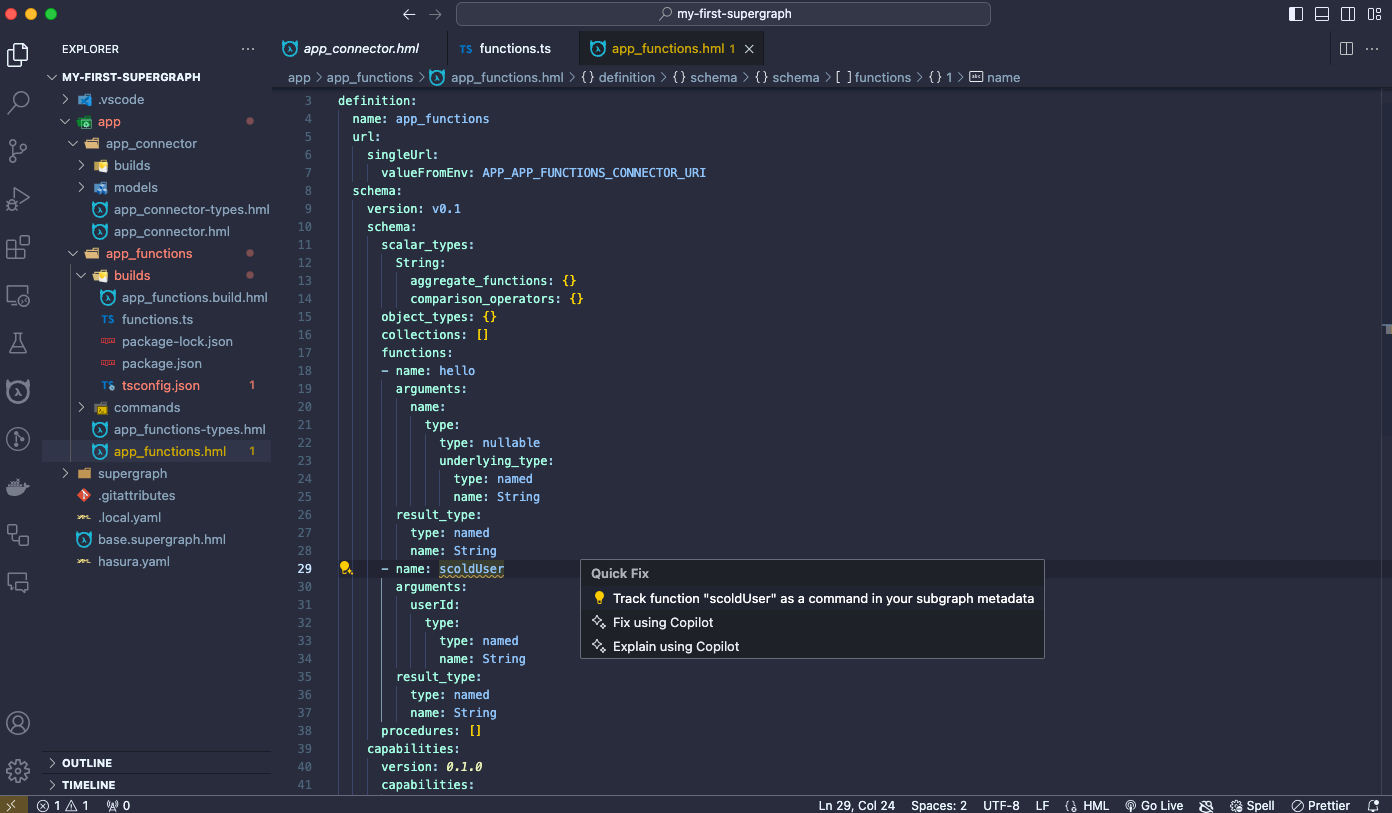 my-first-supergraph
EXPLORER
MY-FIRST-SUPERGRAPH
.vscode
app
app_connector
builds
models
app_connector-types.hml
app_connector.hml
app_functions
builds
app_functions.build.hml
TS functions.ts
package-lock.json
package.json
TS tsconfig.json 1
commands
app_functions-types.hml
app_functions.hml 1
supergraph
.gitattributes
.local.yaml
base.supergraph.hml
hasura.yaml
OUTLINE
TIMELINE
app_connector.hml
TS functions.ts
app_functions.hml 1
app > app_functions > app_functions.hml > {} definition > {} schema > {} schema > [ ] functions > {} 1 > abc name
3 definition:
4 name: app_functions
5 url:
6 singleUrl:
7 valueFromEnv: APP_APP_FUNCTIONS_CONNECTOR_URI
8 schema:
9 version: v0.1
10 schema:
11 scalar_types:
12 String:
13 aggregate_functions: {}
14 comparison_operators: {}
15 object_types: {}
16 collections: []
17 functions:
18 - name: hello
19 arguments:
20 name:
21 type:
22 type: nullable
23 underlying_type:
24 type: named
25 name: String
26 result_type:
27 type: named
28 name: String
29 - name: scoldUser
30 arguments:
31 userId:
32 type:
33 type: named
34 name: String
35 result_type:
36 type: named
37 name: String
38 procedures: []
39 capabilities:
40 version: 0.1.0
41 capabilities:
Quick Fix
Track function "scoldUser" as a command in your subgraph metadata
Fix using Copilot
Explain using Copilot
1 1 0 Ln 29, Col 24 Spaces: 2 UTF-8 LF HML Go Live Spell Prettier